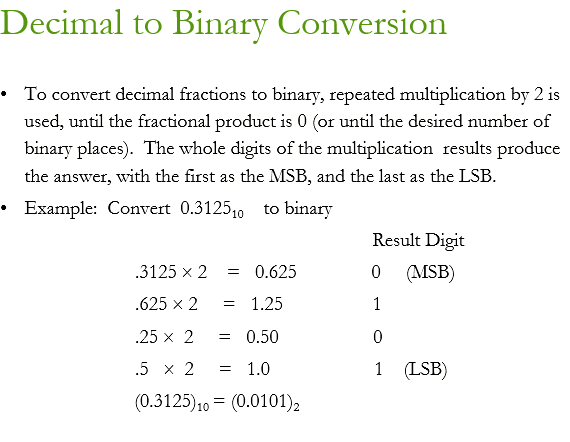 Decimal to Binary Conversion
• To convert decimal fractions to binary, repeated multiplication by 2 is
used, until the fractional product is 0 (or until the desired number of
binary places). The whole digits of the multiplication results produce
the answer, with the first as the MSB, and the last as the LSB.
• Example: Convert 0.3125₁₀ to binary
Result Digit
.3125 × 2 = 0.625 0 (MSB)
.625 × 2 = 1.25 1
.25 × 2 = 0.50 0
.5 × 2 = 1.0 1 (LSB)
(0.3125)₁₀ = (0.0101)₂